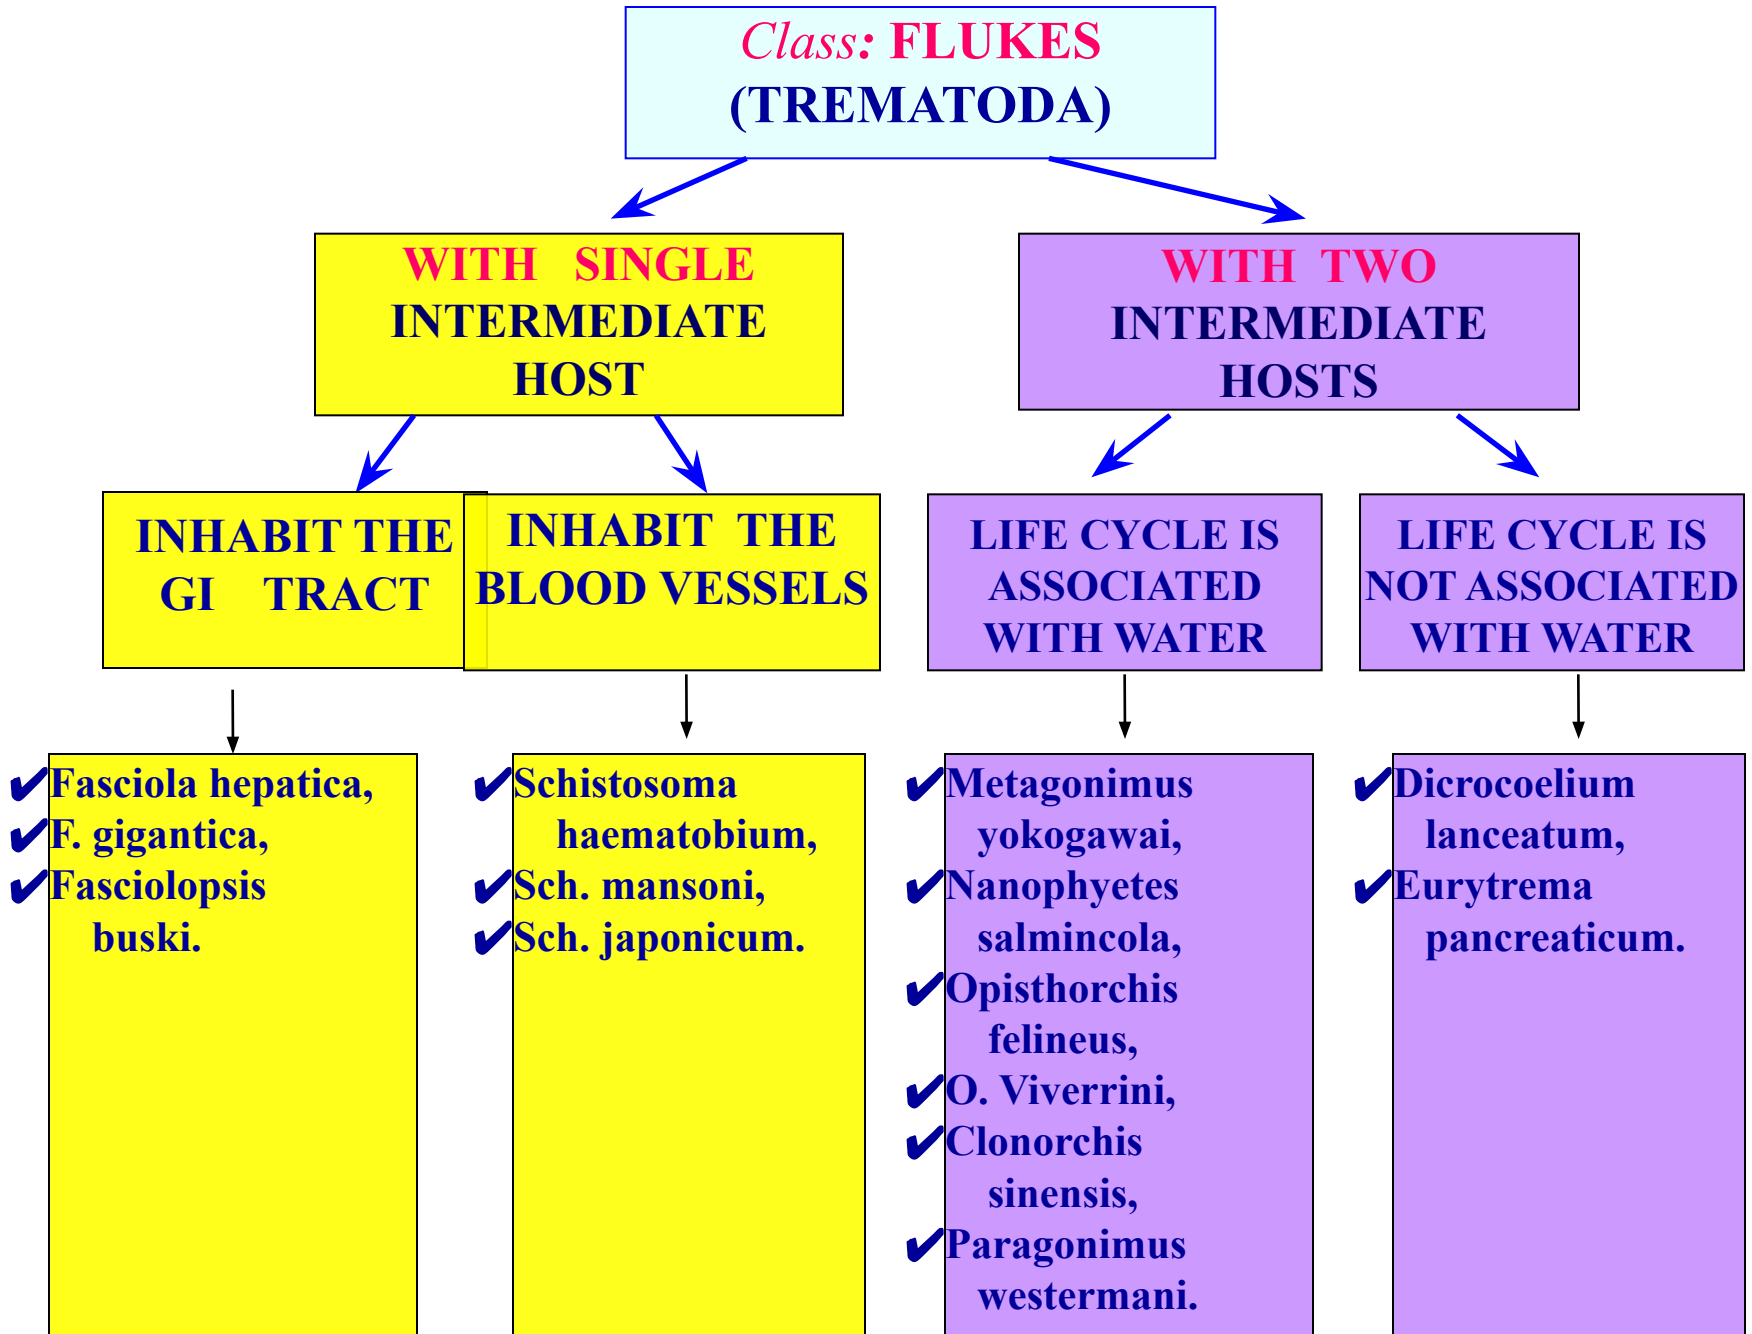 Class: FLUKES
(TREMATODA)
WITH SINGLE
INTERMEDIATE
HOST
WITH TWO
INTERMEDIATE
HOSTS
INHABIT THE
GI TRACT
INHABIT THE
BLOOD VESSELS
LIFE CYCLE IS
ASSOCIATED
WITH WATER
LIFE CYCLE IS
NOT ASSOCIATED
WITH WATER
✔Fasciola hepatica,
✔F. gigantica,
✔Fasciolopsis
buski.
✔Schistosoma
haematobium,
✔Sch. mansoni,
✔Sch. japonicum.
✔Metagonimus
yokogawai,
✔Nanophyetes
salmincola,
✔Opisthorchis
felineus,
✔O. Viverrini,
✔Clonorchis
sinensis,
✔Paragonimus
westermani.
✔Dicrocoelium
lanceatum,
✔Eurytrema
pancreaticum.